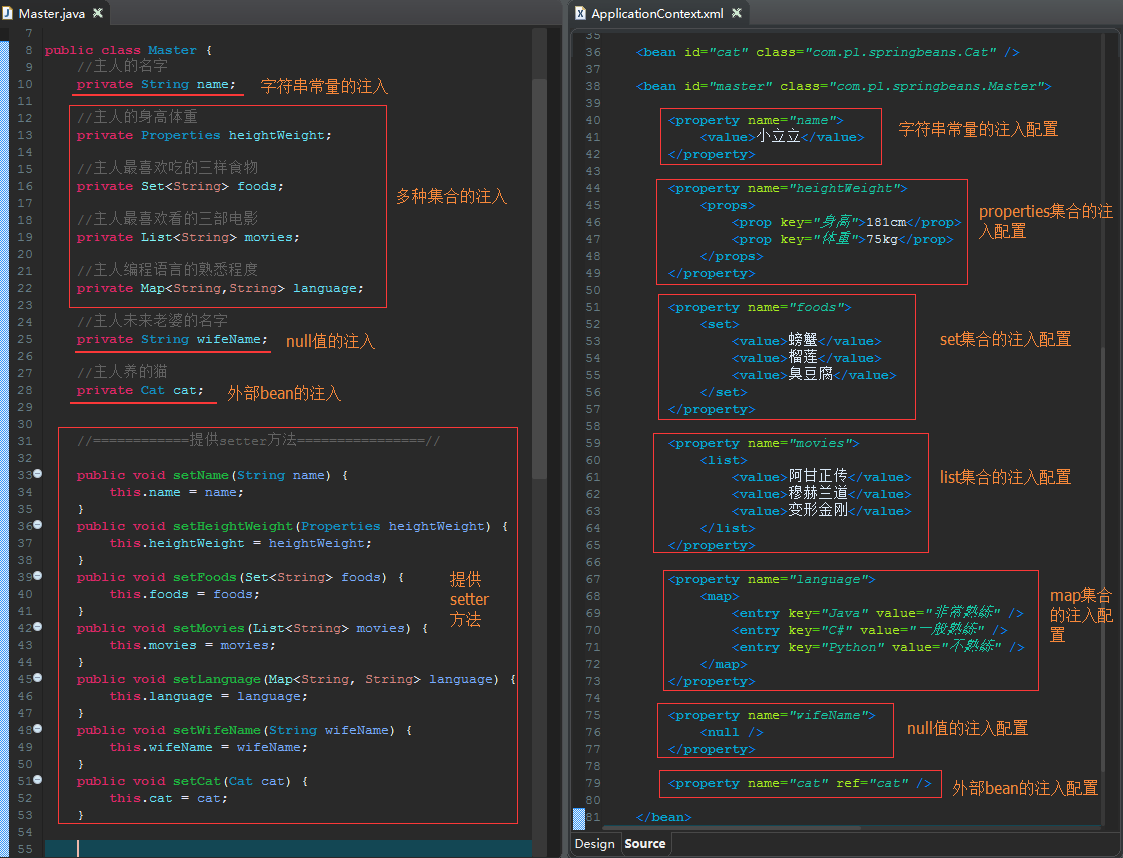 Master.java
7
8 public class Master {
9 //主人的名字
10 private String name; 字符串常量的注入
11
12 //主人的身高体重
13 private Properties heightWeight;
14
15 //主人最喜欢吃的三样食物
16 private Set<String> foods;
多种集合的注入
17
18 //主人最喜欢看的三部电影
19 private List<String> movies;
20
21 //主人编程语言的熟悉程度
22 private Map<String,String> language;
23
24 //主人未来老婆的名字
25 private String wifeName; null值的注入
26
27 //主人养的猫
28 private Cat cat; 外部bean的注入
29
30
31 //============提供setter方法================//
32
33 public void setName(String name) {
34 this.name = name;
35 }
36 public void setHeightWeight(Properties heightWeight) {
37 this.heightWeight = heightWeight;
38 }
39 public void setFoods(Set<String> foods) {
40 this.foods = foods;
41 }
提供
setter
方法
42 public void setMovies(List<String> movies) {
43 this.movies = movies;
44 }
45 public void setLanguage(Map<String, String> language) {
46 this.language = language;
47 }
48 public void setWifeName(String wifeName) {
49 this.wifeName = wifeName;
50 }
51 public void setCat(Cat cat) {
52 this.cat = cat;
53 }
54
55
ApplicationContext.xml
35
36 <bean id="cat" class="com.pl.springbeans.Cat" />
37
38 <bean id="master" class="com.pl.springbeans.Master">
39
40 <property name="name">
41 <value>小立立</value>
42 </property>
字符串常量的注入配置
43
44 <property name="heightWeight">
45 <props>
46 <prop key="身高">181cm</prop>
47 <prop key="体重">75kg</prop>
48 </props>
49 </property>
properties集合的注
入配置
50
51 <property name="foods">
52 <set>
53 <value>螃蟹</value>
54 <value>榴莲</value>
55 <value>臭豆腐</value>
56 </set>
57 </property>
set集合的注入配置
58
59 <property name="movies">
60 <list>
61 <value>阿甘正传</value>
62 <value>穆赫兰道</value>
63 <value>变形金刚</value>
64 </list>
65 </property>
list集合的注入配置
66
67 <property name="language">
68 <map>
69 <entry key="Java" value="非常熟练" />
70 <entry key="C#" value="一般熟练" />
71 <entry key="Python" value="不熟练" />
72 </map>
73 </property>
map集合
的注入配
置
74
75 <property name="wifeName">
76 <null />
77 </property>
null值的注入配置
78
79 <property name="cat" ref="cat" /> 外部bean的注入配置
80
81 </bean>
Design Source